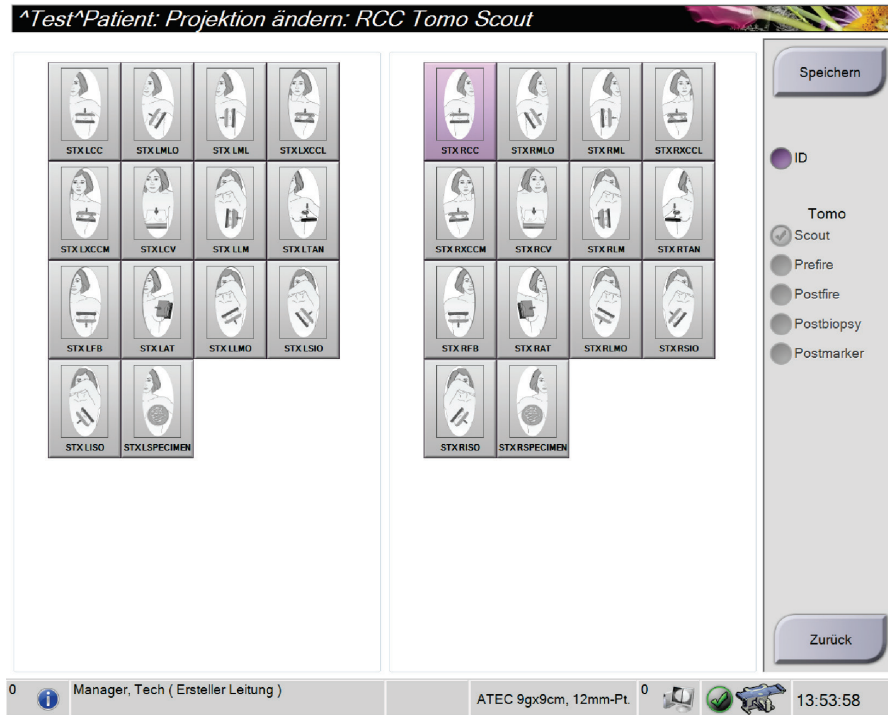 ^Test^Patient: Projektion ändern: RCC Tomo Scout
STX LCC STX LMLO STX LML STX LXCCL
STX LXCCM STX LCV STX LLM STX LTAN
STX LFB STX LAT STX LLMO STX LSIO
STX LISO STX LSPECIMEN
STX RCC STX RMLO STX RML STX RXCCL
STX RXCCM STX RCV STX RLM STX RTAN
STX RFB STX RAT STX RLMO STX RSIO
STX RISO STX RSPECIMEN
Speichern
ID
Tomo
Scout
Prefire
Postfire
Postbiopsy
Postmarker
Zurück
0 Manager, Tech ( Ersteller Leitung ) ATEC 9gx9cm, 12mm-Pt. 0 13:53:58